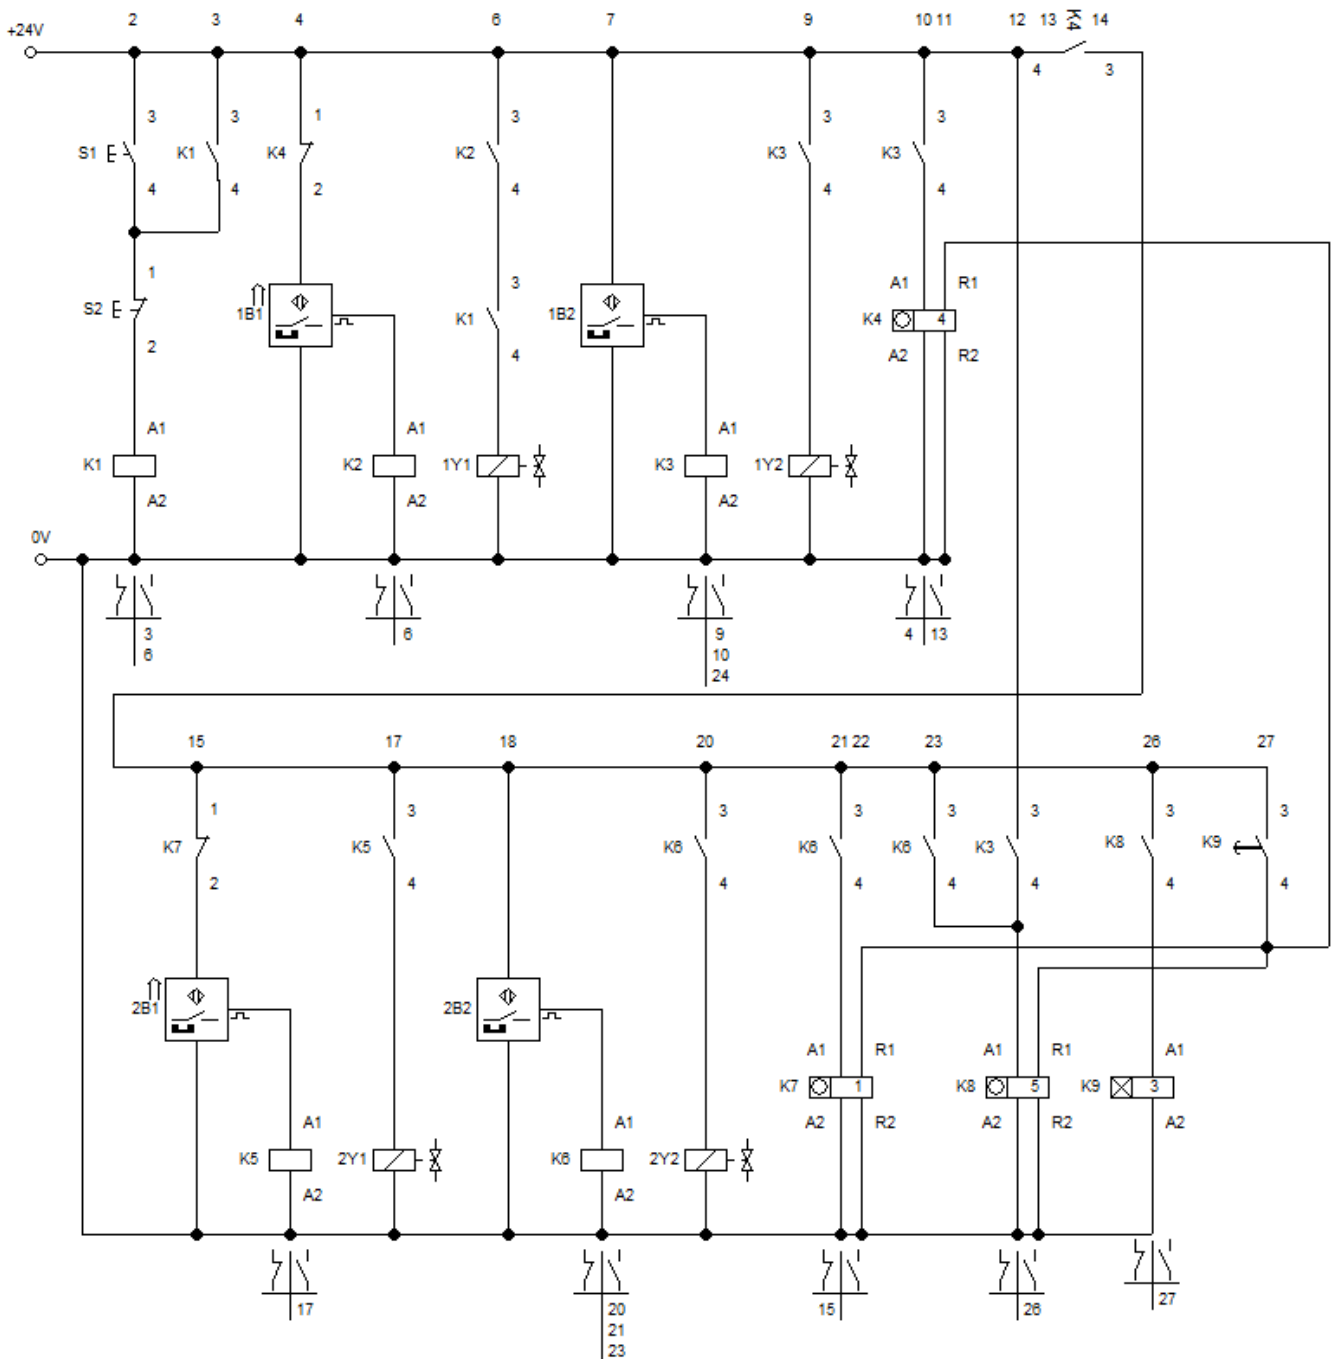 2 3 4 6 7 9 10 11 12 13 K4 14
+24V
4 3
3 3 1 3 3 3
S1 K1 K4 K2 K3 K3
4 4 2 4 4 4
1 3 A1 R1
S2 1B1 K1 1B2 K4 4
2 4 A2 R2
A1 A1 A1
K1 K2 1Y1 K3 1Y2
A2 A2 A2
0V
3 6 9 4 13
6 10
24
15 17 18 20 21 22 23 26 27
1 3 3 3 3 3 3 3
K7 K5 K6 K6 K6 K3 K8 K9
2 4 4 4 4 4 4 4
2B1 2B2
A1 R1 A1 R1 A1
K7 1 K8 5 K9 3
A2 R2 A2 R2 A2
A1 A1
K5 2Y1 K6 2Y2
A2 A2
17 20 15 26 27
21
23